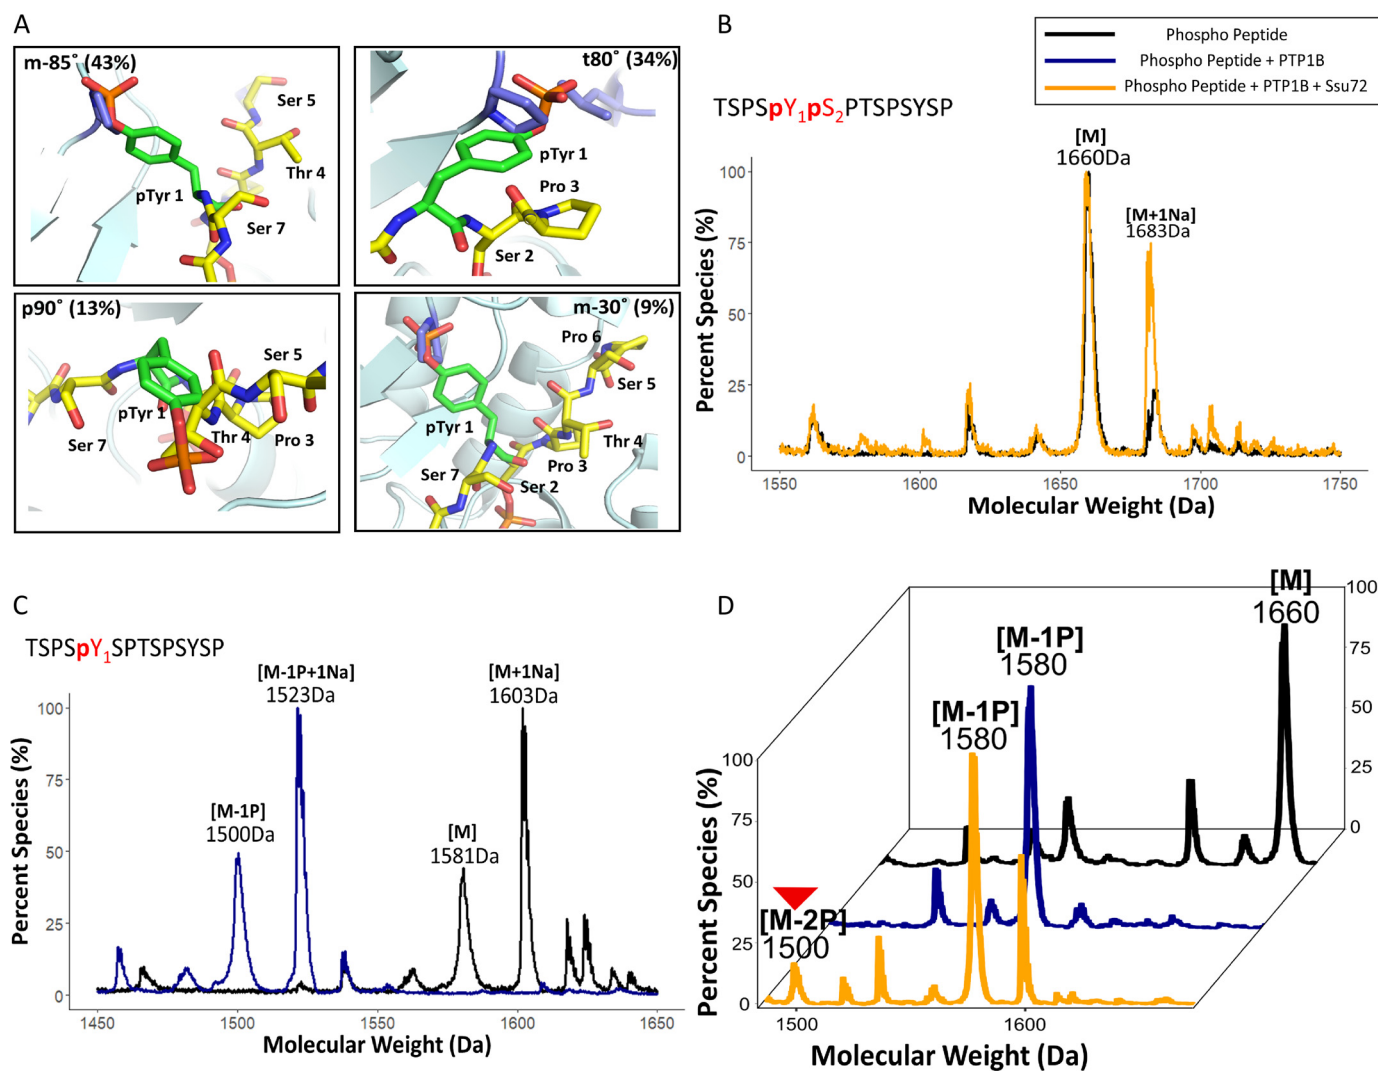 A
m-85˚ (43%)
Ser 5
Thr 4
pTyr 1
Ser 7
t80˚ (34%)
pTyr 1
Pro 3
Ser 2
p90˚ (13%)
Ser 5
pTyr 1
Ser 7
Thr 4
Pro 3
m-30˚ (9%)
Pro 6
Ser 5
pTyr 1
Thr 4
Pro 3
Ser 7
Ser 2
B
Phospho Peptide
Phospho Peptide + PTP1B
Phospho Peptide + PTP1B + Ssu72
TSPSpY₁pS₂PTSPSYSP
[M]
1660Da
[M+1Na]
1683Da
Percent Species (%)
100
75
50
25
0
1550
1600
1650
1700
1750
Molecular Weight (Da)
C
TSPSpY₁SPTSPSYSP
[M-1P+1Na]
1523Da
[M+1Na]
1603Da
[M-1P]
1500Da
[M]
1581Da
Percent Species (%)
100
75
50
25
0
1450
1500
1550
1600
1650
Molecular Weight (Da)
D
[M]
1660
[M-1P]
1580
[M-1P]
1580
[M-2P]
1500
100
75
50
25
0
Percent Species (%)
100
75
50
25
0
1500
1600
Molecular Weight (Da)